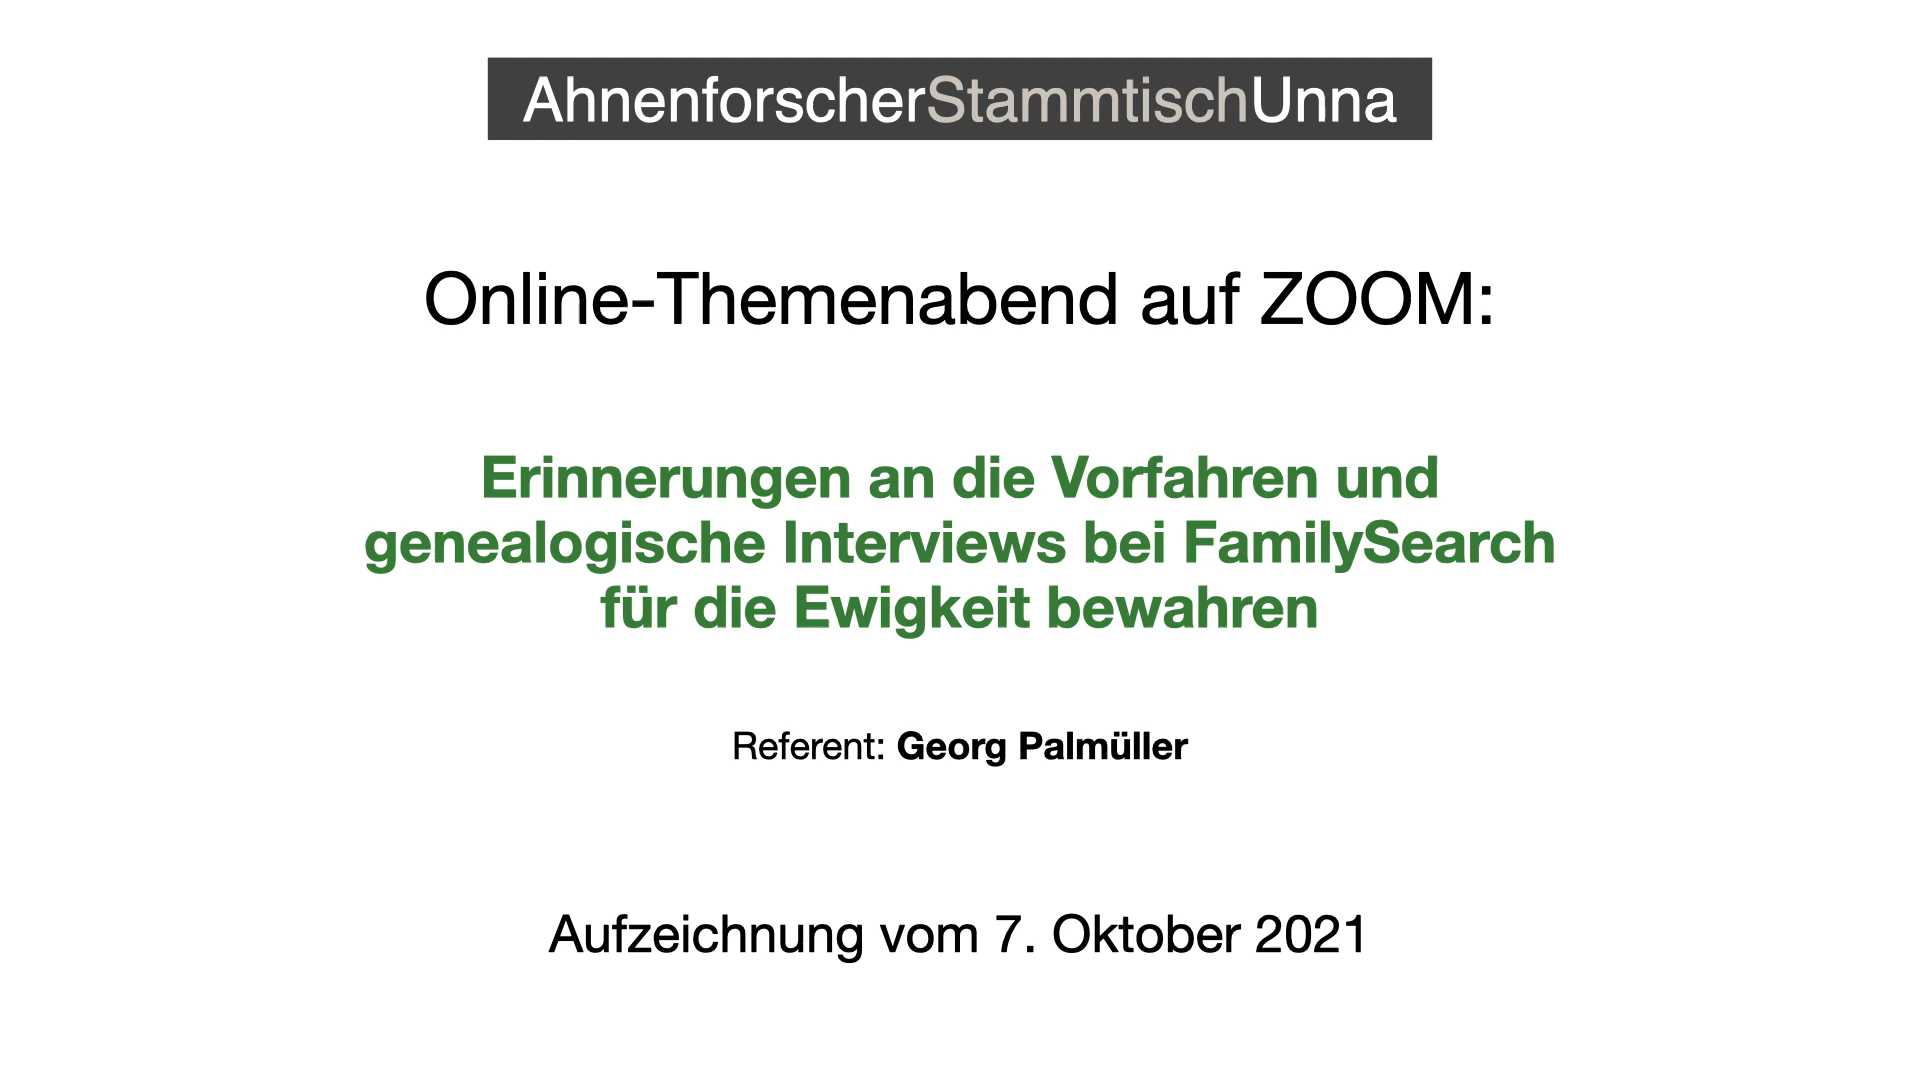 AhnenforscherStammtischUnna
Online-Themenabend auf ZOOM:
Erinnerungen an die Vorfahren und
genealogische Interviews bei FamilySearch
für die Ewigkeit bewahren
Referent: Georg Palmüller
Aufzeichnung vom 7. Oktober 2021